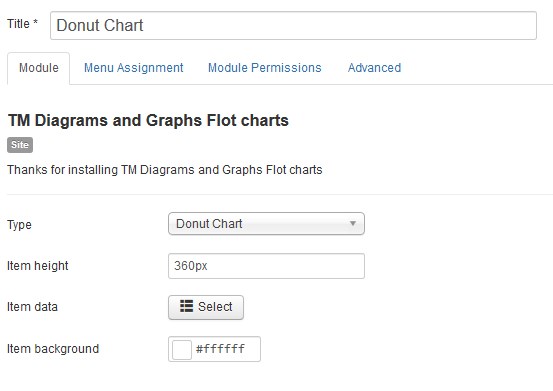 Title * Donut Chart
Module Menu Assignment Module Permissions Advanced
TM Diagrams and Graphs Flot charts
Site
Thanks for installing TM Diagrams and Graphs Flot charts
Type Donut Chart
Item height 360px
Item data Select
Item background #ffffff